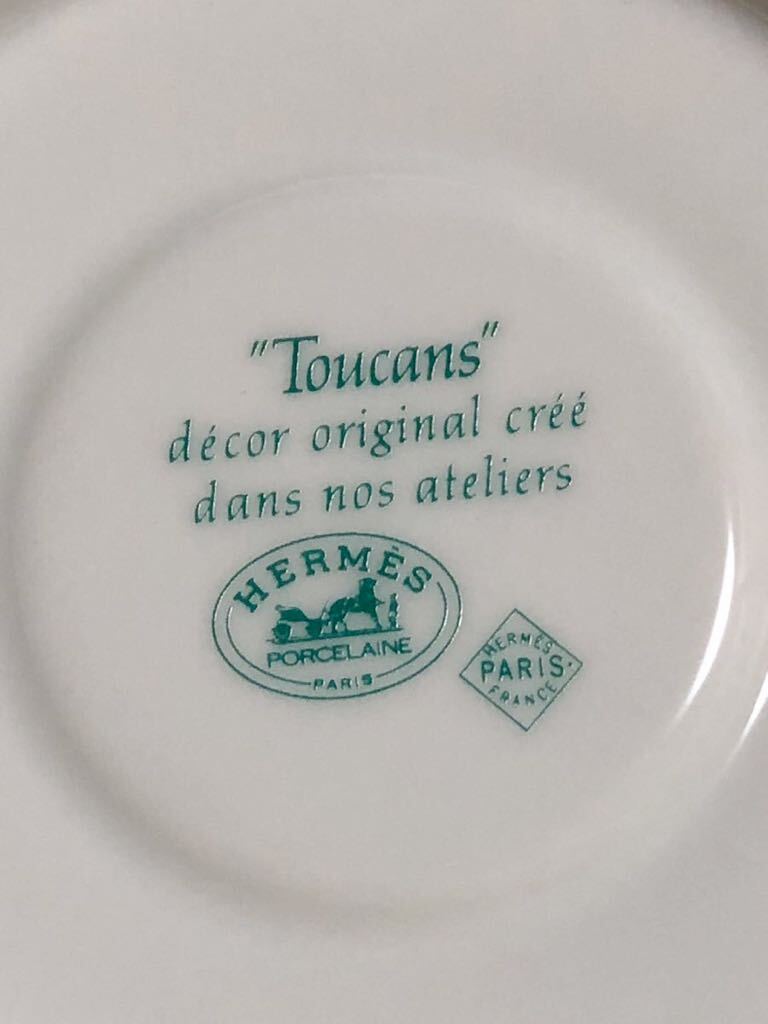 "Toucans"
décor original créé
dans nos ateliers
HERMÈS
PORCELAINE
PARIS
HERMÈS
PARIS
FRANCE